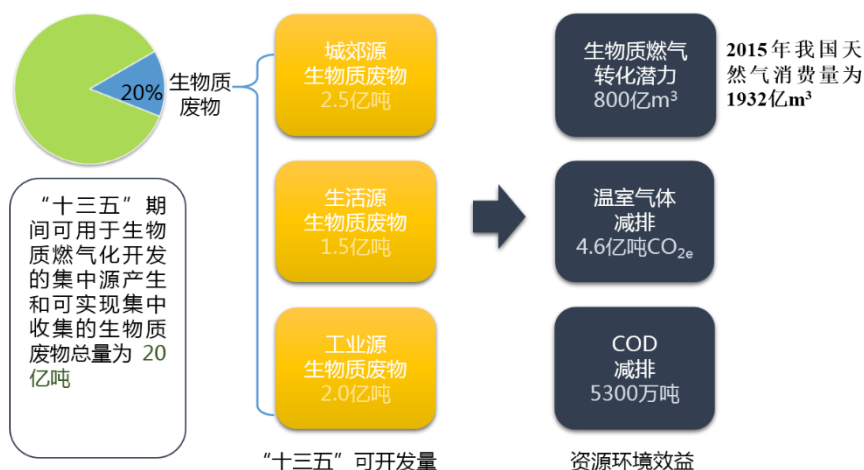 20%
生物质
废物
“十三五”期
间可用于生物
质燃气化开发
的集中源产生
和可实现集中
收集的生物质
废物总量为 20
亿吨
城郊源
生物质废物
2.5亿吨
生活源
生物质废物
1.5亿吨
工业源
生物质废物
2.0亿吨
“十三五”可开发量
生物质燃气
转化潜力
800亿m³
温室气体
减排
4.6亿吨CO₂ₑ
COD
减排
5300万吨
资源环境效益
2015年我国天
然气消费量为
1932亿m³